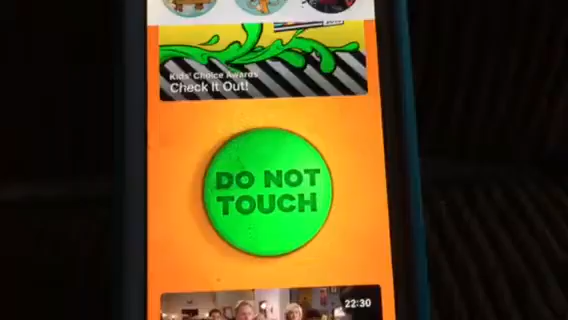 Kids' Choice Awards
Check It Out!
DO NOT
TOUCH
22:30